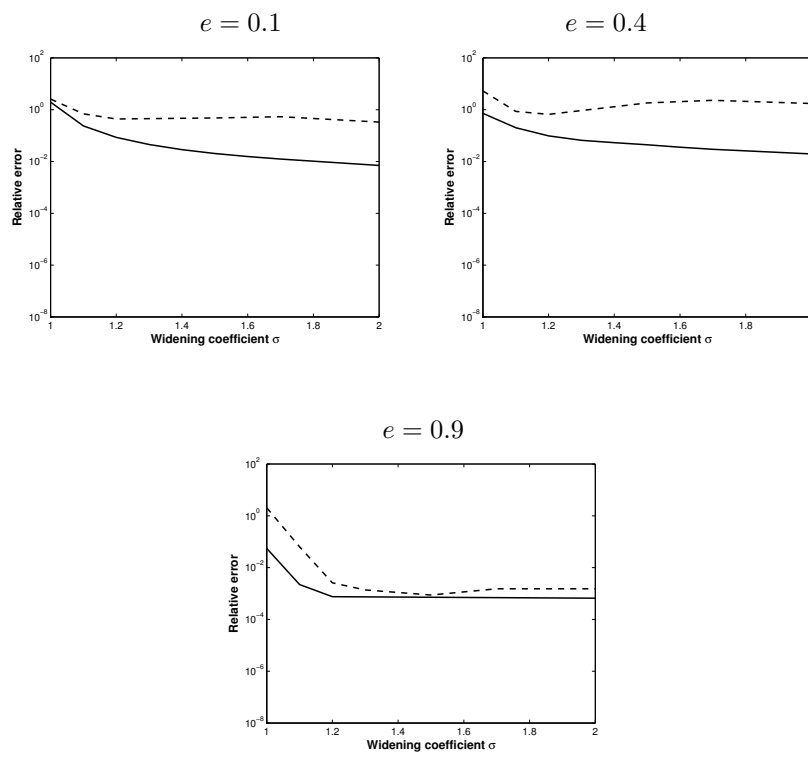 e = 0.1
10^2
10^0
10^-2
10^-4
10^-6
10^-8
Relative error
1 1.2 1.4 1.6 1.8 2
Widening coefficient σ
e = 0.4
10^2
10^0
10^-2
10^-4
10^-6
10^-8
Relative error
1 1.2 1.4 1.6 1.8
Widening coefficient σ
e = 0.9
10^2
10^0
10^-2
10^-4
10^-6
10^-8
Relative error
1 1.2 1.4 1.6 1.8 2
Widening coefficient σ